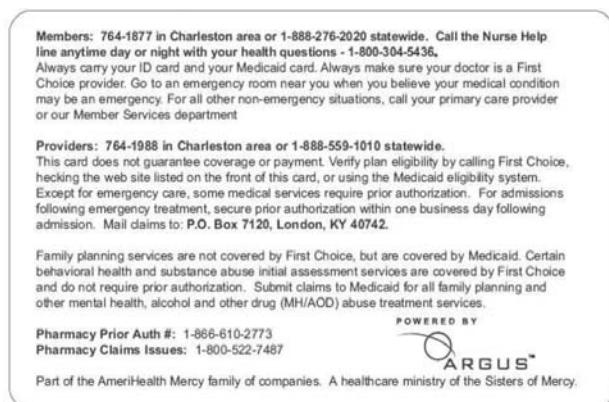 Members: 764-1877 in Charleston area or 1-888-276-2020 statewide. Call the Nurse Help
line anytime day or night with your health questions - 1-800-304-5436.
Always carry your ID card and your Medicaid card. Always make sure your doctor is a First
Choice provider. Go to an emergency room near you when you believe your medical condition
may be an emergency. For all other non-emergency situations, call your primary care provider
or our Member Services department
Providers: 764-1988 in Charleston area or 1-888-559-1010 statewide.
This card does not guarantee coverage or payment. Verify plan eligibility by calling First Choice,
hecking the web site listed on the front of this card, or using the Medicaid eligibility system.
Except for emergency care, some medical services require prior authorization. For admissions
following emergency treatment, secure prior authorization within one business day following
admission. Mail claims to: P.O. Box 7120, London, KY 40742.
Family planning services are not covered by First Choice, but are covered by Medicaid. Certain
behavioral health and substance abuse initial assessment services are covered by First Choice
and do not require prior authorization. Submit claims to Medicaid for all family planning and
other mental health, alcohol and other drug (MH/AOD) abuse treatment services.
Pharmacy Prior Auth #: 1-866-610-2773
Pharmacy Claims Issues: 1-800-522-7487
POWERED BY
ARGUS™
Part of the AmeriHealth Mercy family of companies. A healthcare ministry of the Sisters of Mercy.